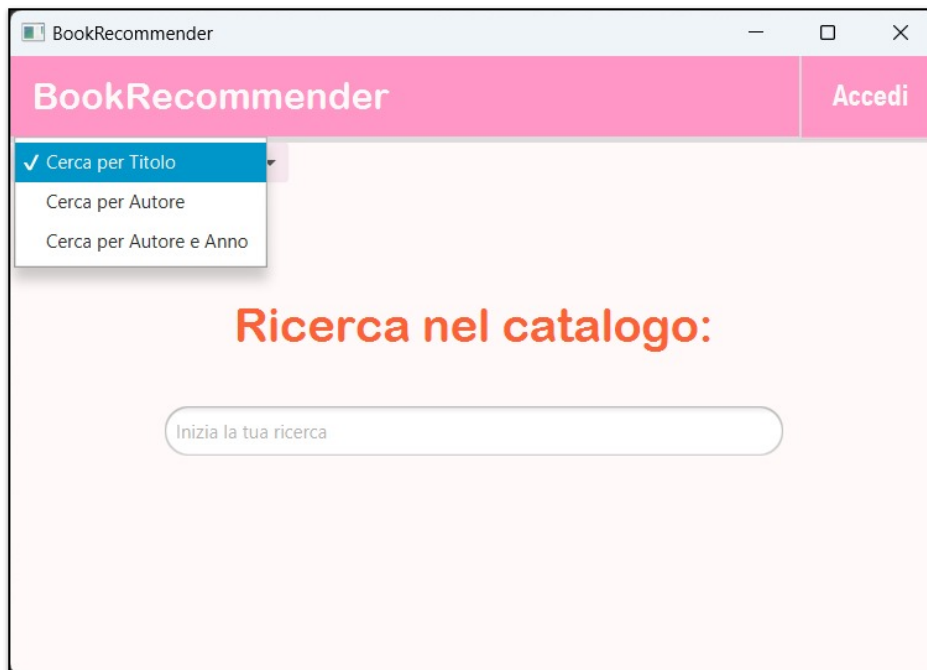 BookRecommender
BookRecommender
Accedi
✓ Cerca per Titolo
Cerca per Autore
Cerca per Autore e Anno
Ricerca nel catalogo:
Inizia la tua ricerca